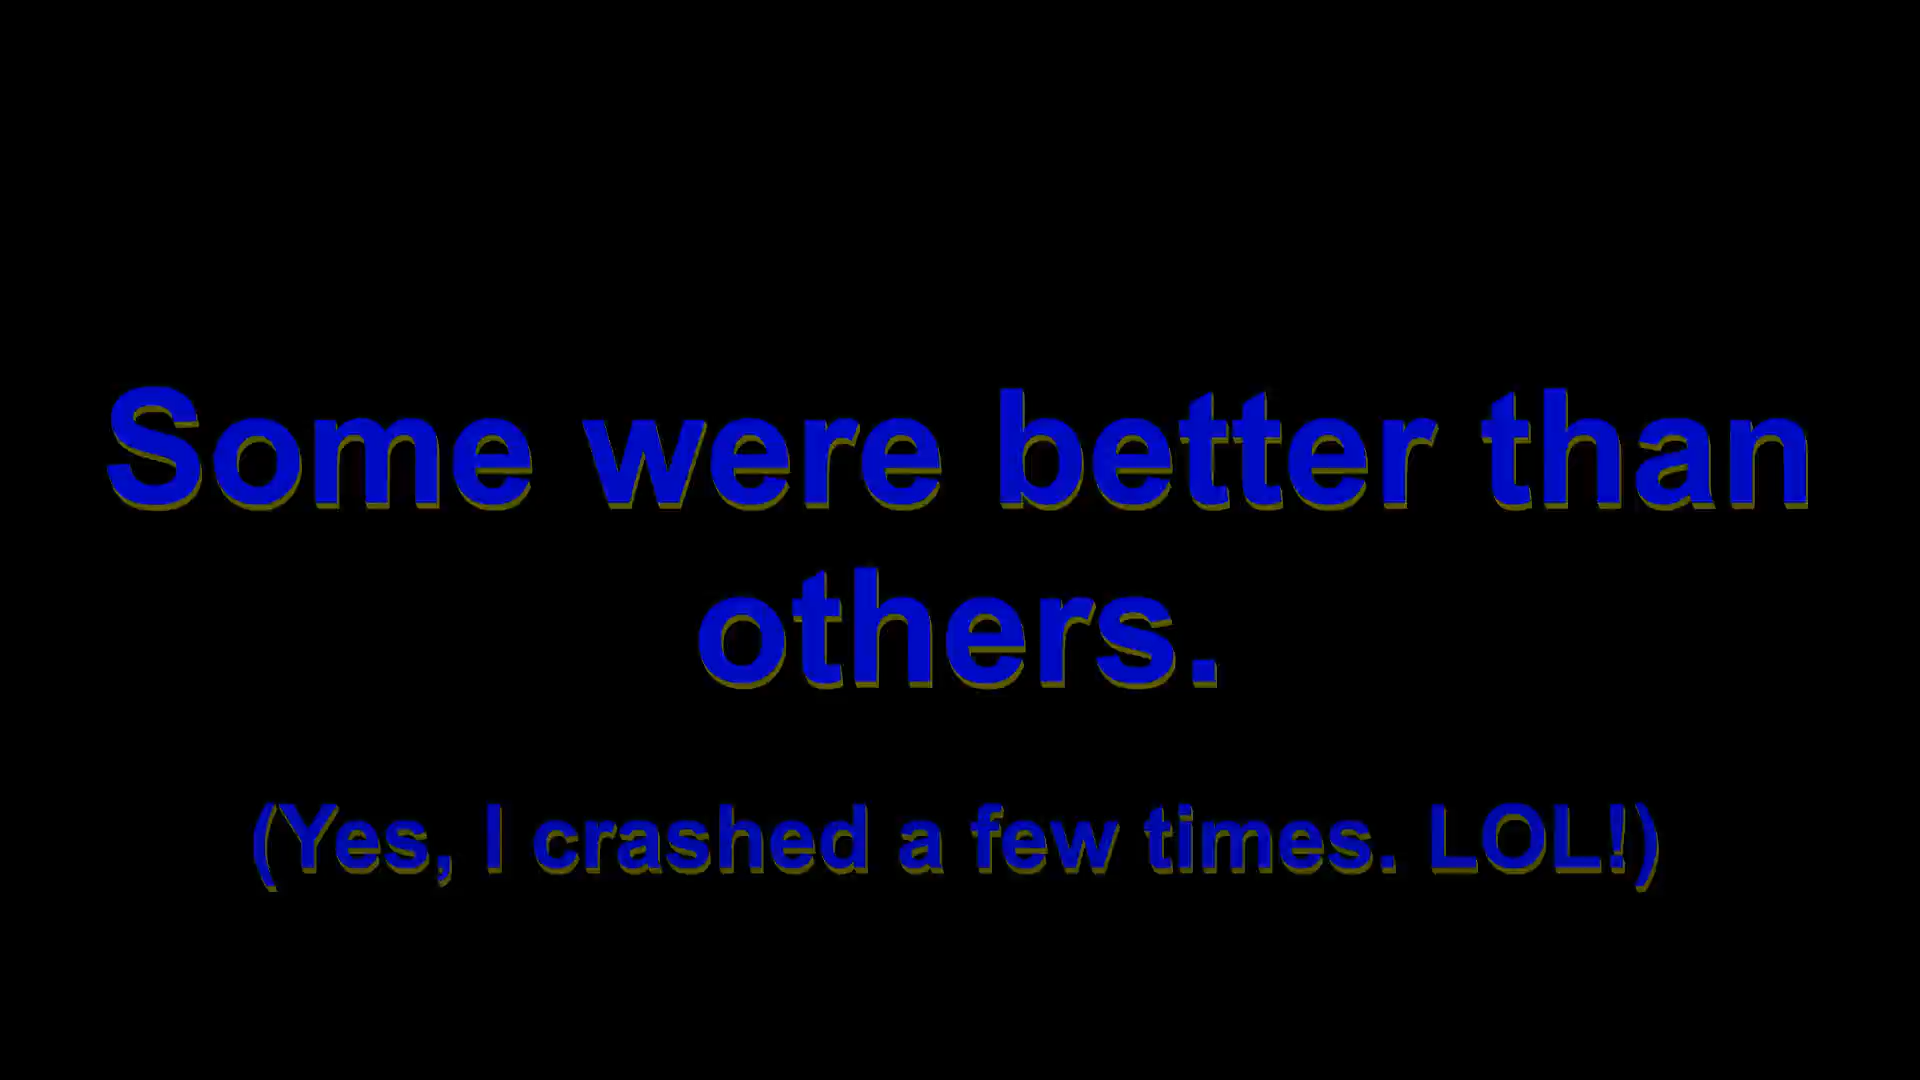 Some were better than
others.
(Yes, I crashed a few times. LOL!)